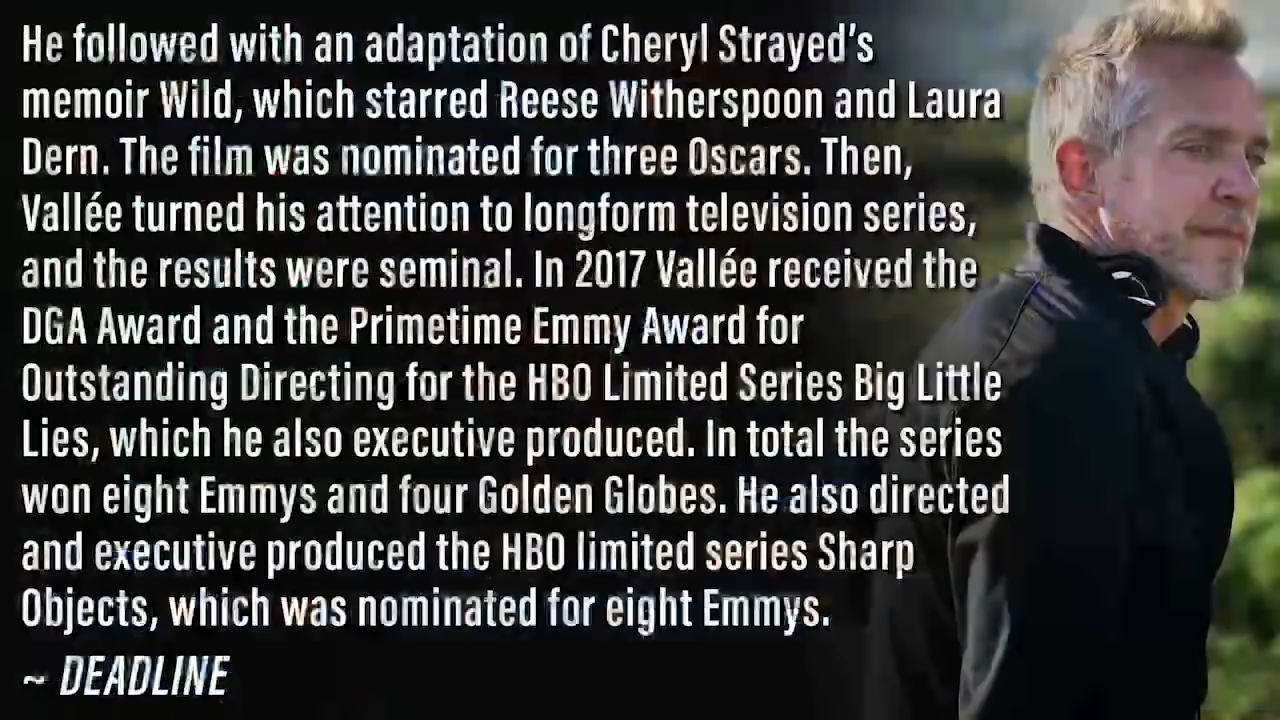 He followed with an adaptation of Cheryl Strayed's
memoir Wild, which starred Reese Witherspoon and Laura
Dern. The film was nominated for three Oscars. Then,
Vallée turned his attention to longform television series,
and the results were seminal. In 2017 Vallée received the
DGA Award and the Primetime Emmy Award for
Outstanding Directing for the HBO Limited Series Big Little
Lies, which he also executive produced. In total the series
won eight Emmys and four Golden Globes. He also directed
and executive produced the HBO limited series Sharp
Objects, which was nominated for eight Emmys.
~ DEADLINE